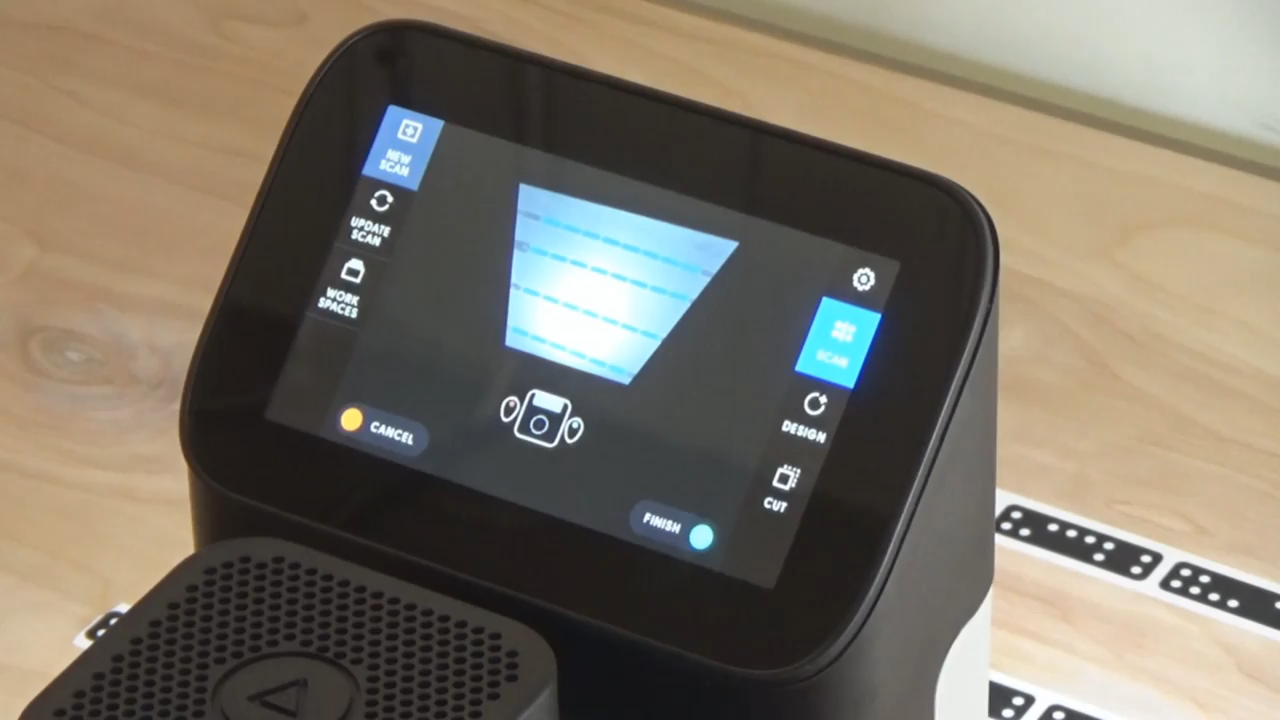 NEW
SCAN
UPDATE
SCAN
WORK
SPACES
SCAN
DESIGN
CUT
CANCEL
FINISH